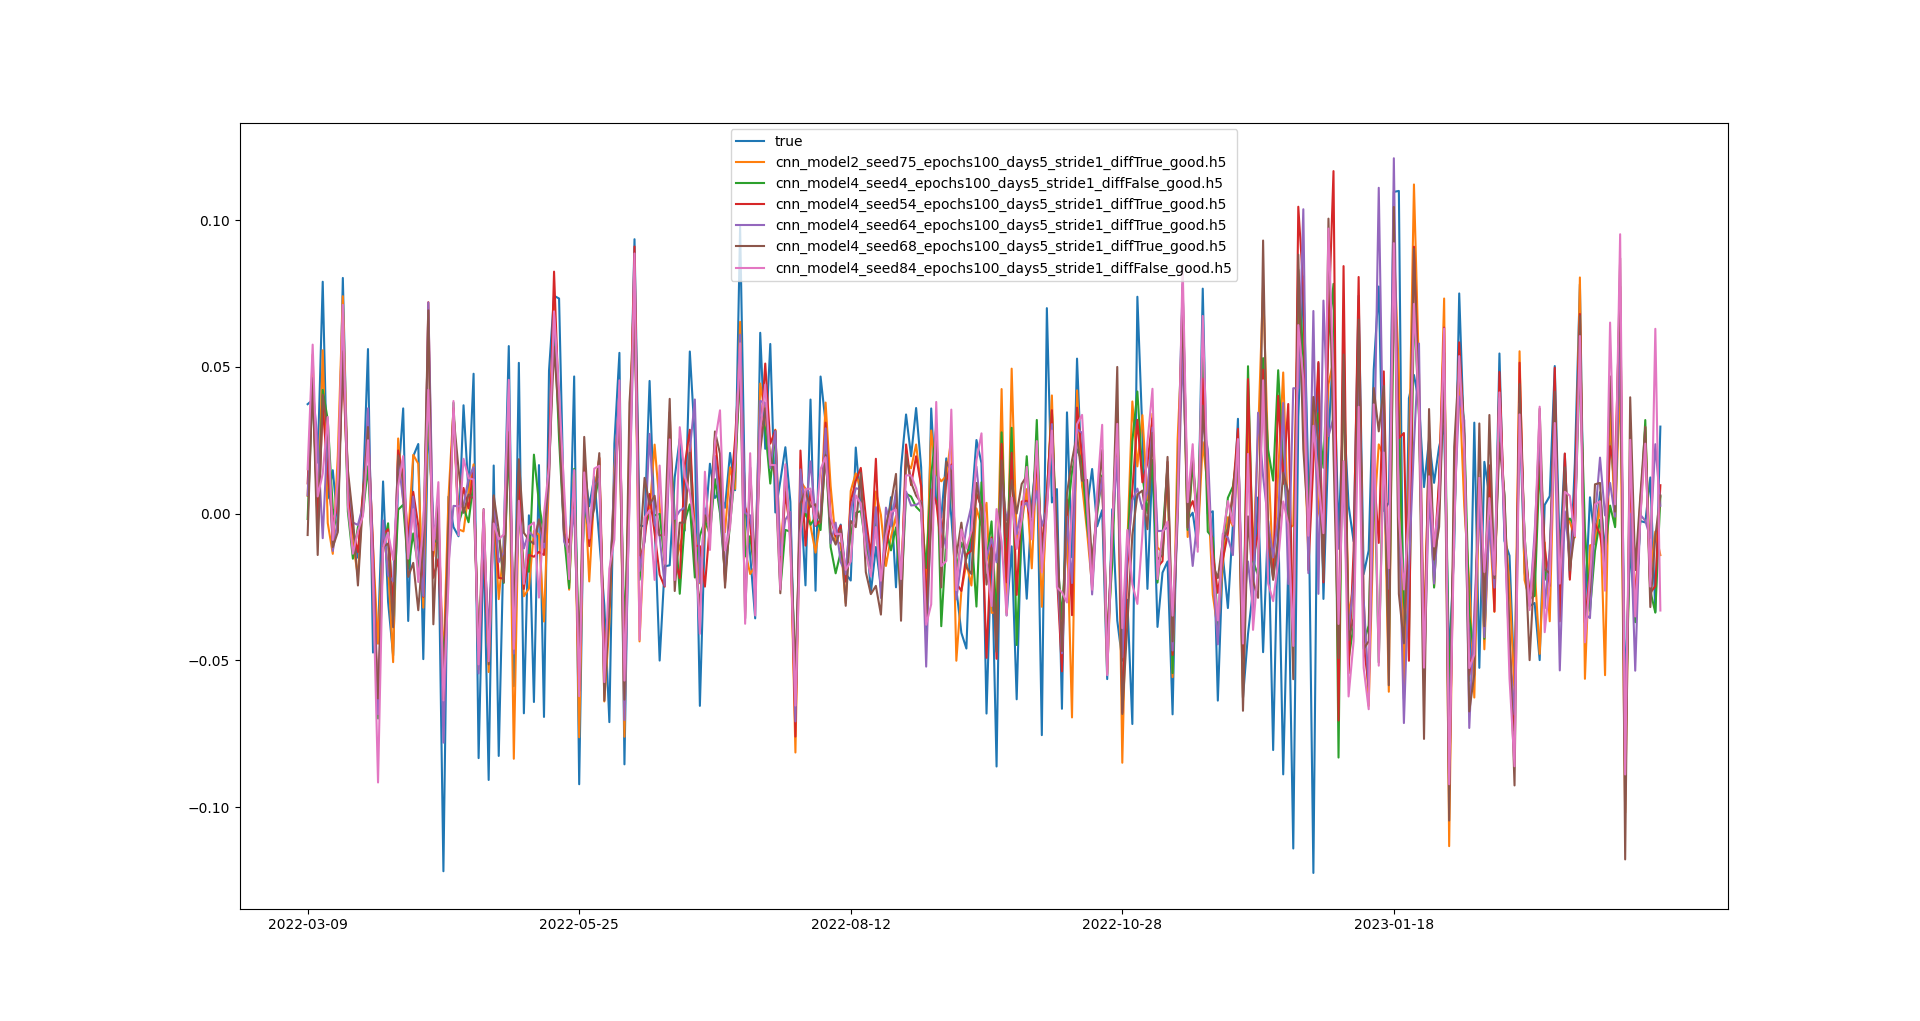 true
cnn_model2_seed75_epochs100_days5_stride1_diffTrue_good.h5
cnn_model4_seed4_epochs100_days5_stride1_diffFalse_good.h5
cnn_model4_seed54_epochs100_days5_stride1_diffTrue_good.h5
cnn_model4_seed64_epochs100_days5_stride1_diffTrue_good.h5
cnn_model4_seed68_epochs100_days5_stride1_diffTrue_good.h5
cnn_model4_seed84_epochs100_days5_stride1_diffFalse_good.h5
0.10
0.05
0.00
−0.05
−0.10
2022-03-09 2022-05-25 2022-08-12 2022-10-28 2023-01-18